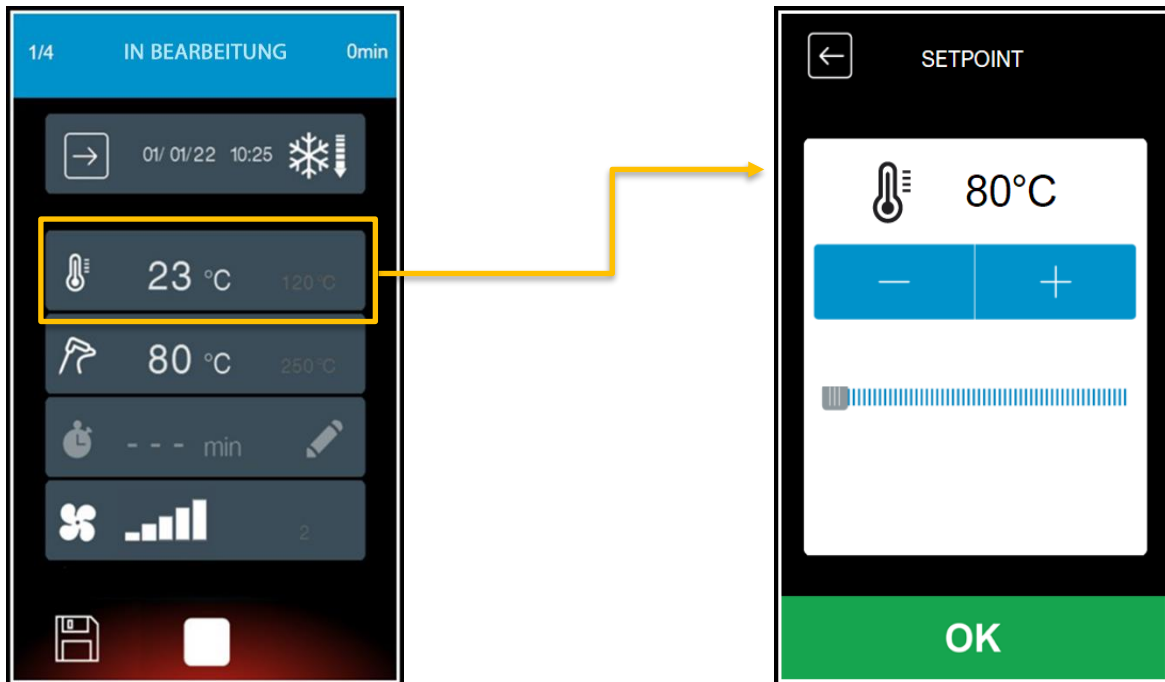 1/4 IN BEARBEITUNG 0min
01/ 01/22 10:25
23 °C 120°C
80 °C 250°C
- - - min
2
SETPOINT
80°C
OK